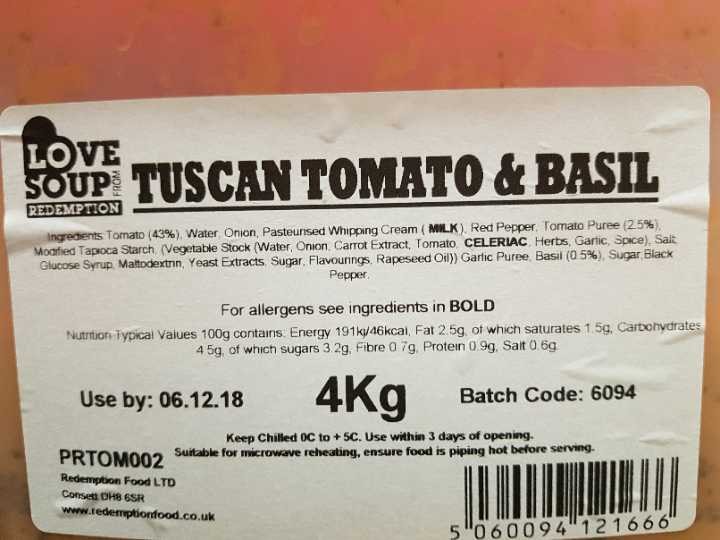 LOVE
SOUP FROM
REDEMPTION
TUSCAN TOMATO & BASIL
Ingredients Tomato (43%), Water, Onion, Pasteurised Whipping Cream ( MILK ), Red Pepper, Tomato Puree (2.5%),
Modified Tapioca Starch, (Vegetable Stock (Water, Onion, Carrot Extract, Tomato, CELERIAC, Herbs, Garlic, Spice), Salt,
Glucose Syrup, Maltodextrin, Yeast Extracts, Sugar, Flavourings, Rapeseed Oil)) Garlic Puree, Basil (0.5%), Sugar, Black
Pepper.
For allergens see ingredients in BOLD
Nutrition Typical Values 100g contains: Energy 191kj/46kcal, Fat 2.5g, of which saturates 1.5g, Carbohydrates
4.5g, of which sugars 3.2g, Fibre 0.7g, Protein 0.9g, Salt 0.6g.
Use by: 06.12.18
4Kg
Batch Code: 6094
Keep Chilled 0C to + 5C. Use within 3 days of opening.
Suitable for microwave reheating, ensure food is piping hot before serving.
PRTOM002
Redemption Food LTD
Consett DH8 6SR
www.redemptionfood.co.uk
5 060094 121666